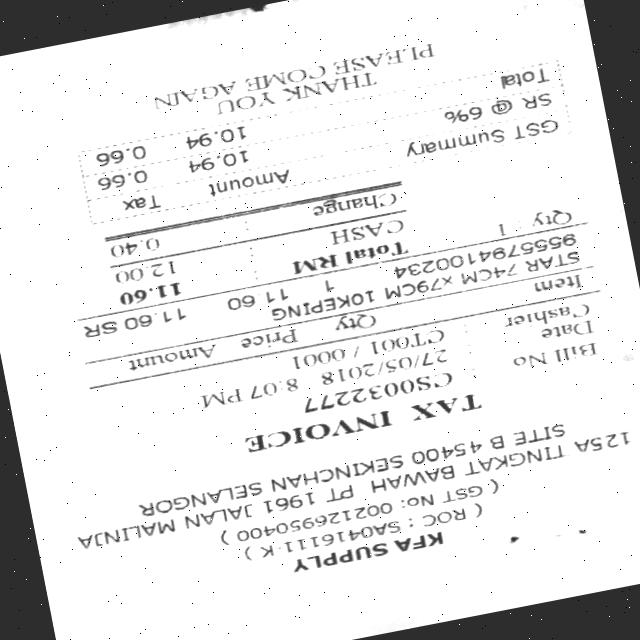 KFA SUPPLY
( ROC : SA0416111-K )
( GST No: 002126950400 )
125A TINGKAT BAWAH PT 1961 JALAN MALINJA
SITE B 45400 SEKINCHAN SELANGOR
TAX INVOICE
Bill No CS0032277
Date 27/05/2018 8:07 PM
Cashier CT001 / 0001
Item Qty Price Amount
STAR 74CM x79CM 10KEPING
9555794100234 1 11.60 11.60 SR
Qty 1
Total RM 11.60
CASH 12.00
Change 0.40
GST Summary Amount Tax
SR @ 6% 10.94 0.66
Total 10.94 0.66
THANK YOU
PLEASE COME AGAIN